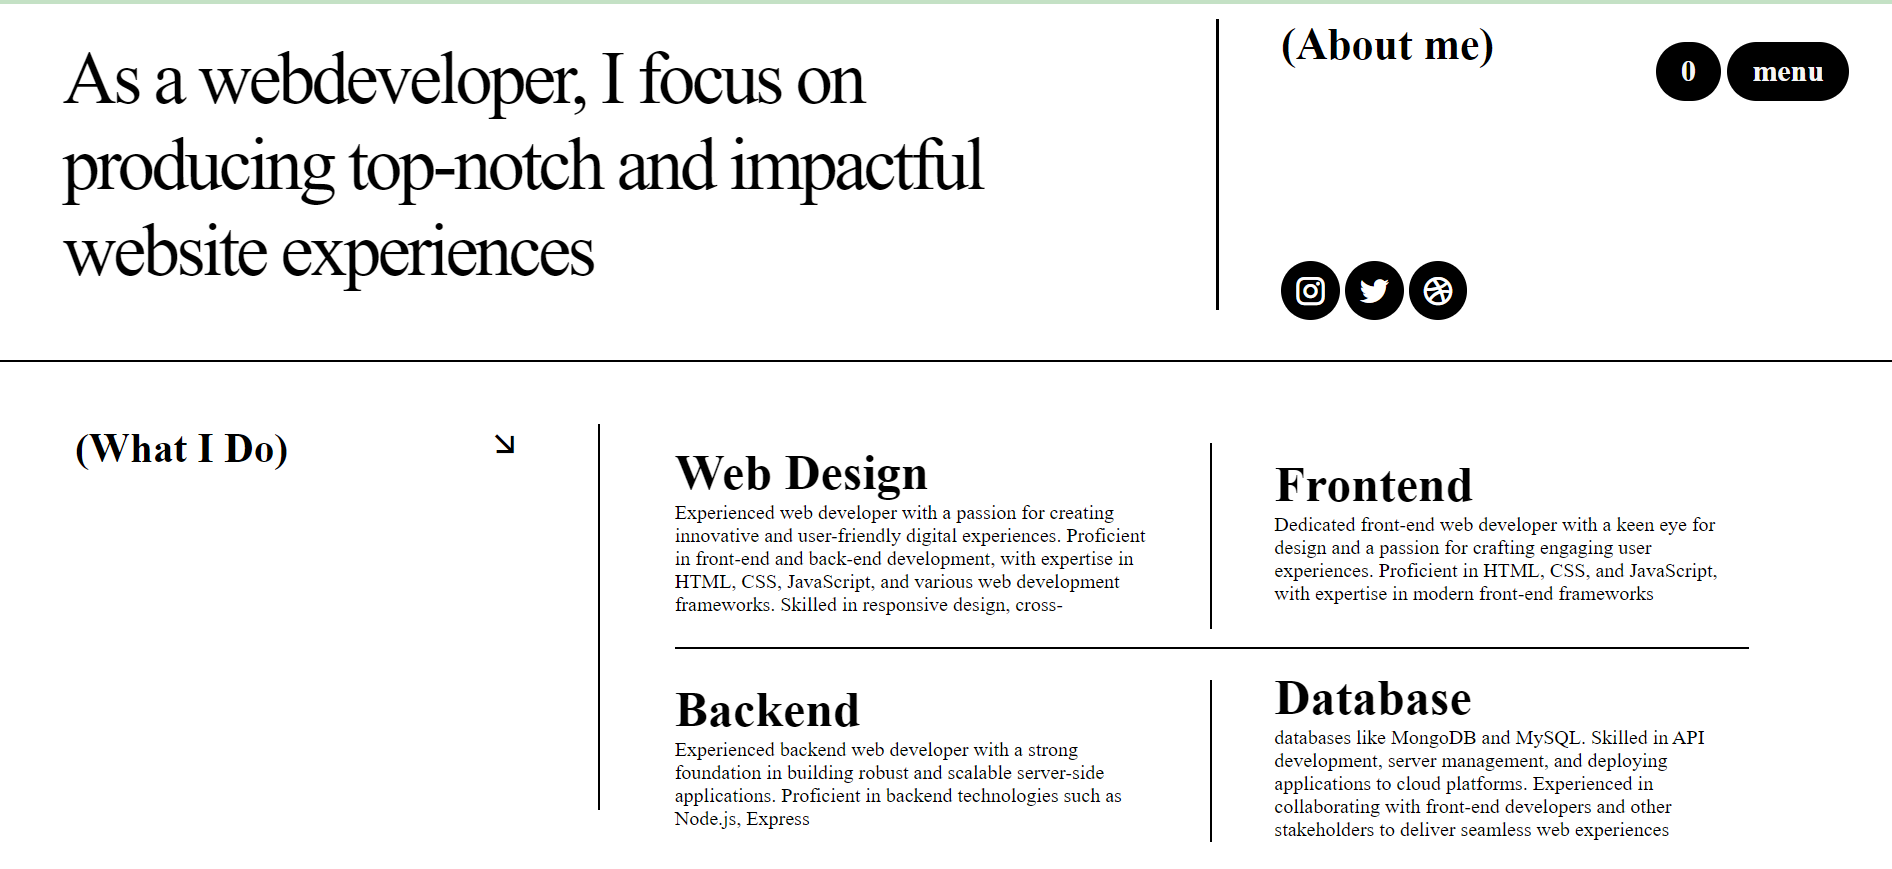 As a webdeveloper, I focus on
producing top-notch and impactful
website experiences
(About me)
0
menu
(What I Do)
Web Design
Experienced web developer with a passion for creating
innovative and user-friendly digital experiences. Proficient
in front-end and back-end development, with expertise in
HTML, CSS, JavaScript, and various web development
frameworks. Skilled in responsive design, cross-
Frontend
Dedicated front-end web developer with a keen eye for
design and a passion for crafting engaging user
experiences. Proficient in HTML, CSS, and JavaScript,
with expertise in modern front-end frameworks
Backend
Experienced backend web developer with a strong
foundation in building robust and scalable server-side
applications. Proficient in backend technologies such as
Node.js, Express
Database
databases like MongoDB and MySQL. Skilled in API
development, server management, and deploying
applications to cloud platforms. Experienced in
collaborating with front-end developers and other
stakeholders to deliver seamless web experiences